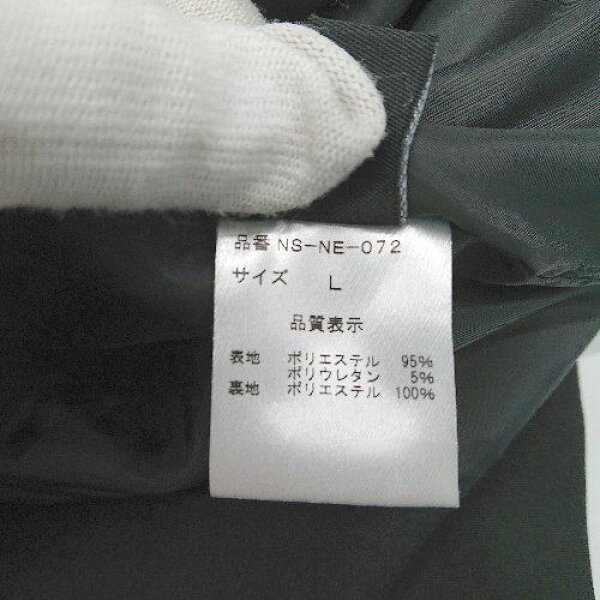 品番 NS-NE-072
サイズ L
品質表示
表地 ポリエステル 95%
ポリウレタン 5%
裏地 ポリエステル 100%